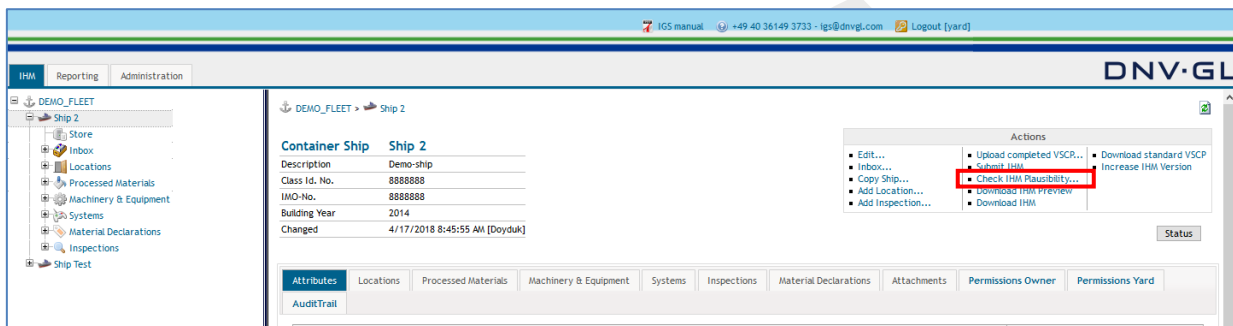 IGS manual +49 40 36149 3733 - igs@dnvgl.com Logout [yard]
IHM Reporting Administration
DNV·GL
DEMO_FLEET
Ship 2
Store
Inbox
Locations
Processed Materials
Machinery & Equipment
Systems
Material Declarations
Inspections
Ship Test
DEMO_FLEET > Ship 2
Container Ship Ship 2
Description Demo-ship
Class Id. No. 8888888
IMO-No. 8888888
Building Year 2014
Changed 4/17/2018 8:45:55 AM [Doyduk]
Actions
Edit... Upload completed VSCP... Download standard VSCP
Inbox... Submit IHM Increase IHM Version
Copy Ship... Check IHM Plausibility...
Add Location... Download IHM Preview
Add Inspection... Download IHM
Status
Attributes Locations Processed Materials Machinery & Equipment Systems Inspections Material Declarations Attachments Permissions Owner Permissions Yard
AuditTrail